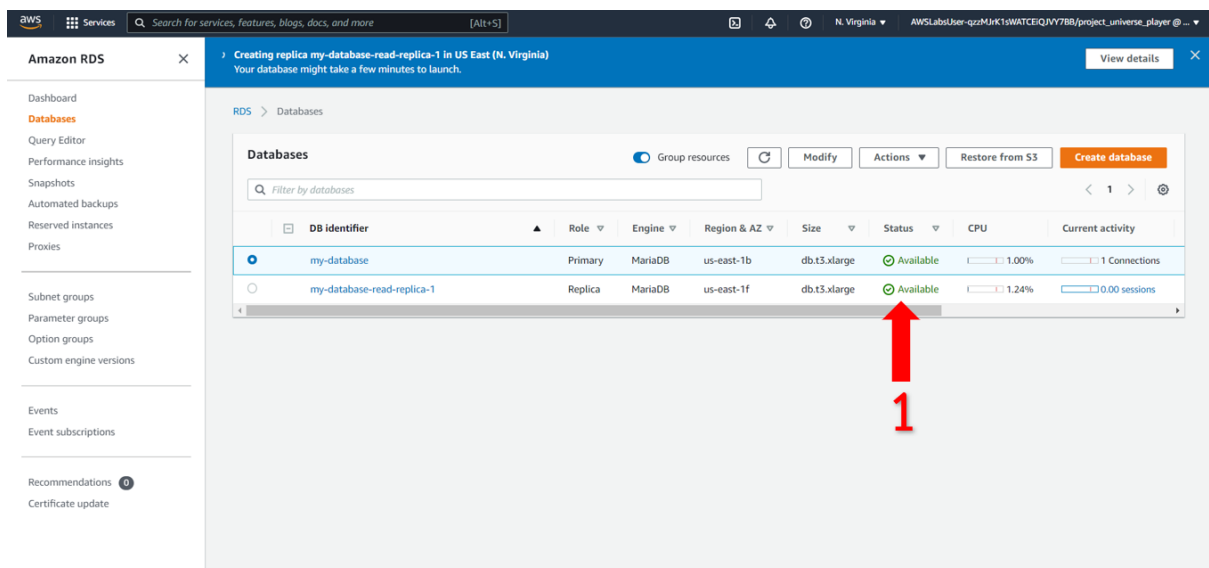 aws Services Search for services, features, blogs, docs, and more [Alt+S] N. Virginia ▼ AWSLabsUser-qzzMJrK1sWATCEiQJVY7BB/project_universe_player @ ... ▼
Amazon RDS
Creating replica my-database-read-replica-1 in US East (N. Virginia)
Your database might take a few minutes to launch.
View details
Dashboard
Databases
Query Editor
Performance insights
Snapshots
Automated backups
Reserved instances
Proxies
Subnet groups
Parameter groups
Option groups
Custom engine versions
Events
Event subscriptions
Recommendations 0
Certificate update
RDS > Databases
Databases Group resources Modify Actions ▼ Restore from S3 Create database
Filter by databases < 1 >
DB identifier ▲ Role Engine Region & AZ Size Status CPU Current activity
my-database Primary MariaDB us-east-1b db.t3.xlarge Available 1.00% 1 Connections
my-database-read-replica-1 Replica MariaDB us-east-1f db.t3.xlarge Available 1.24% 0.00 sessions
1